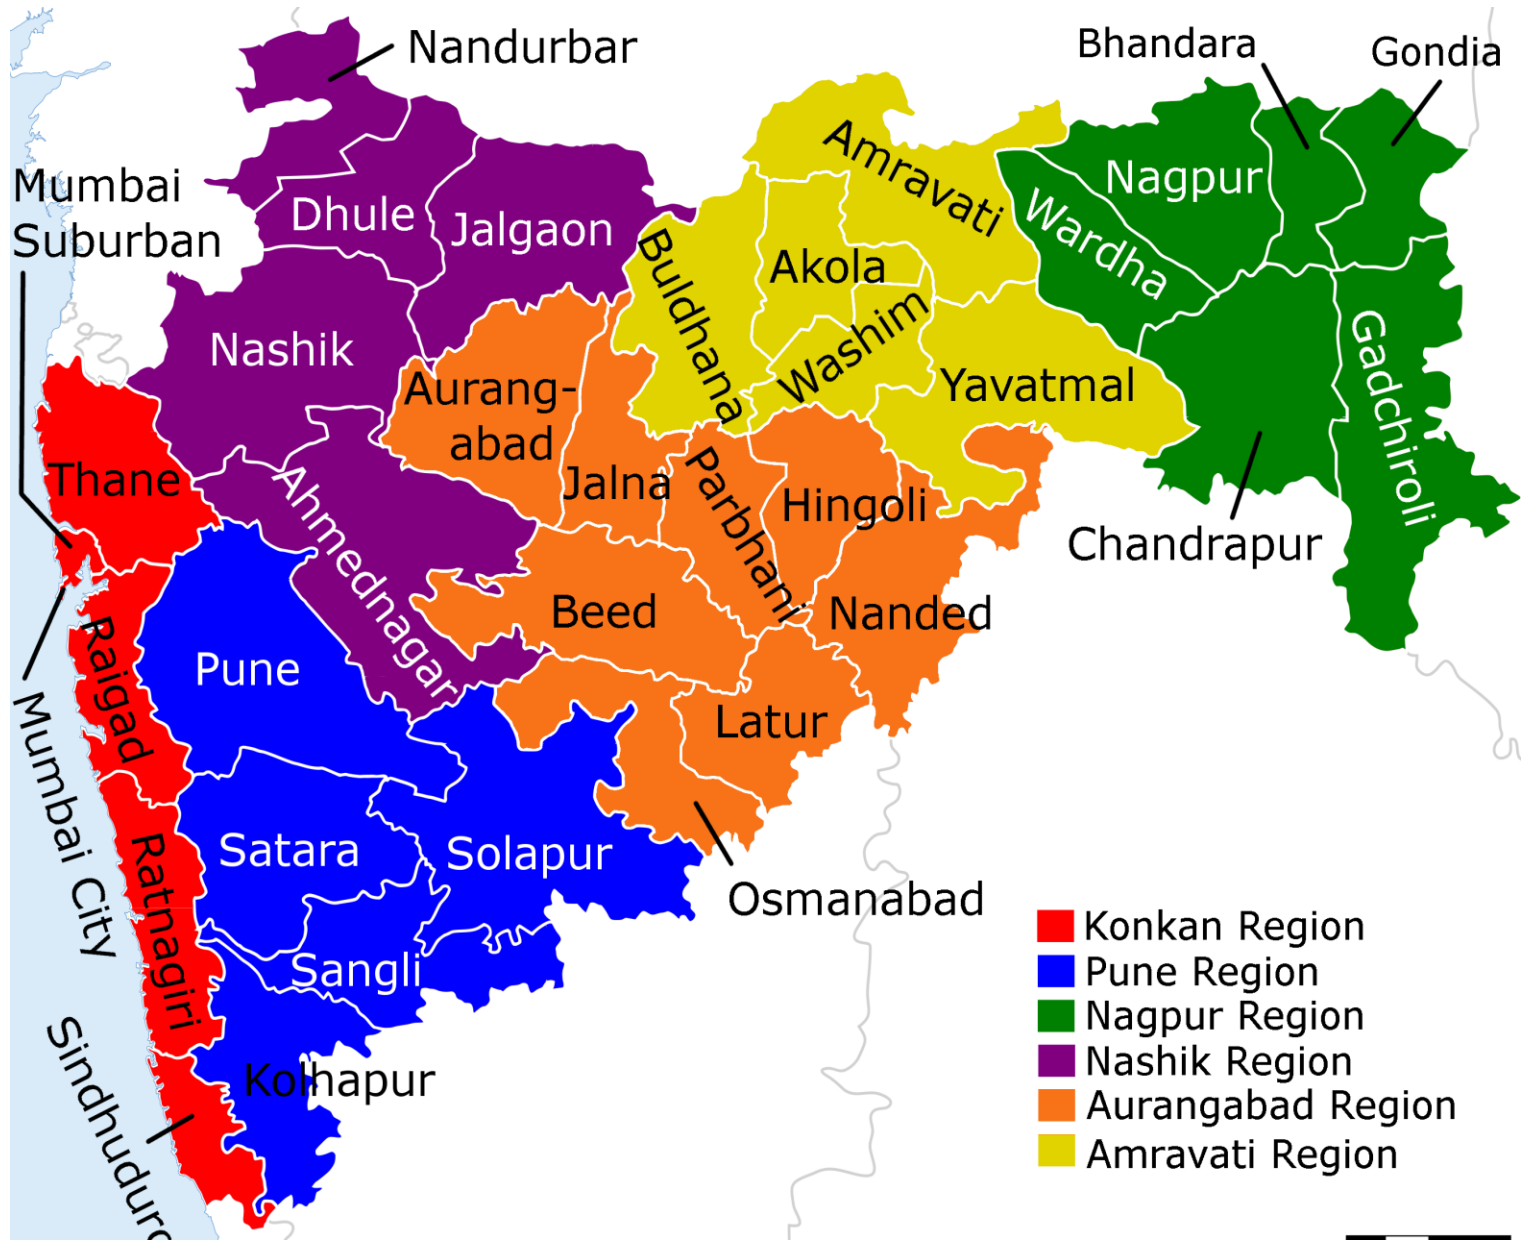 Nandurbar
Bhandara
Gondia
Mumbai
Suburban
Dhule
Jalgaon
Amravati
Nagpur
Wardha
Buldhana
Akola
Washim
Nashik
Aurang-
abad
Yavatmal
Gadchiroli
Thane
Ahmednagar
Jalna
Parbhani
Hingoli
Chandrapur
Beed
Nanded
Raigad
Pune
Latur
Mumbai City
Ratnagiri
Satara
Solapur
Osmanabad
Sangli
Sindhudurg
Kolhapur
Konkan Region
Pune Region
Nagpur Region
Nashik Region
Aurangabad Region
Amravati Region